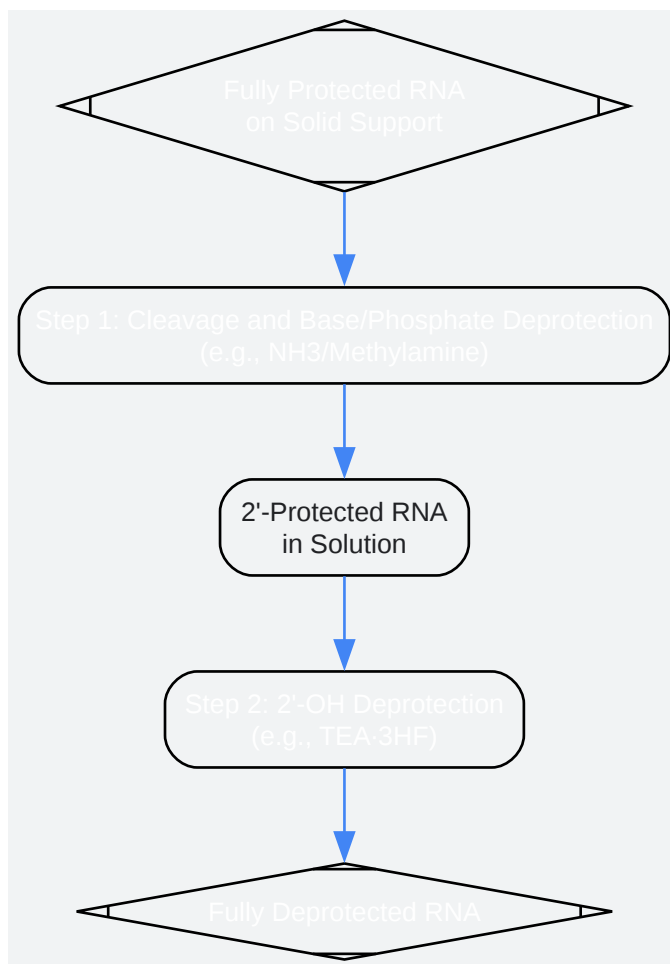 Fully Protected RNA
on Solid Support
Step 1: Cleavage and Base/Phosphate Deprotection
(e.g., NH3/Methylamine)
2'-Protected RNA
in Solution
Step 2: 2'-OH Deprotection
(e.g., TEA·3HF)
Fully Deprotected RNA